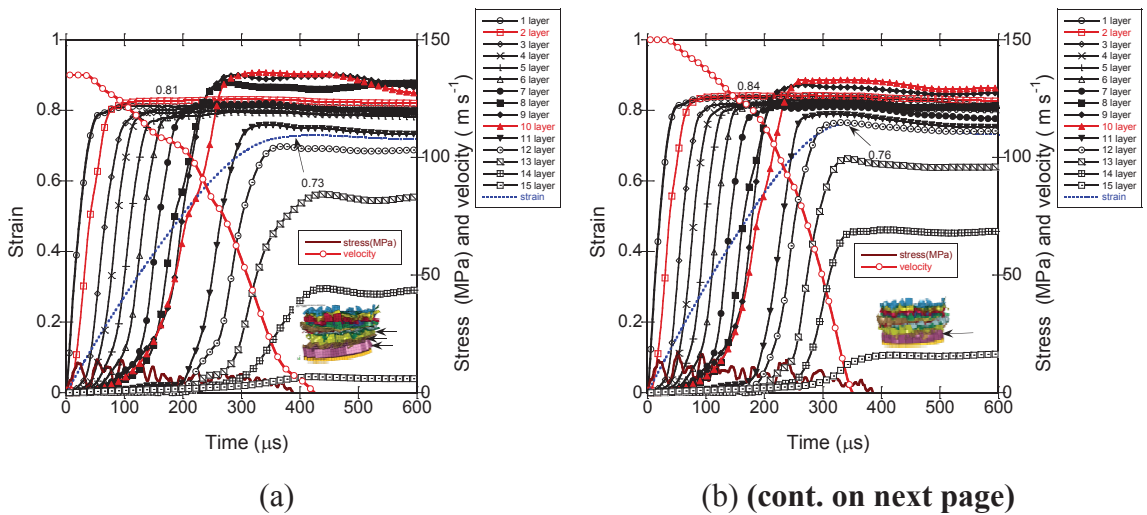 1 layer
2 layer
3 layer
4 layer
5 layer
6 layer
7 layer
8 layer
9 layer
10 layer
11 layer
12 layer
13 layer
14 layer
15 layer
strain
Strain
1
0.8
0.6
0.4
0.2
0
0.81
0.73
stress(MPa)
velocity
150
100
50
0
Stress (MPa) and velocity ( m s-1)
0 100 200 300 400 500 600
Time (μs)
(a)
1 layer
2 layer
3 layer
4 layer
5 layer
6 layer
7 layer
8 layer
9 layer
10 layer
11 layer
12 layer
13 layer
14 layer
15 layer
strain
Strain
1
0.8
0.6
0.4
0.2
0
0.84
0.76
stress(MPa)
velocity
150
100
50
0
Stress (MPa) and velocity ( m s-1)
0 100 200 300 400 500 600
Time (μs)
(b) (cont. on next page)